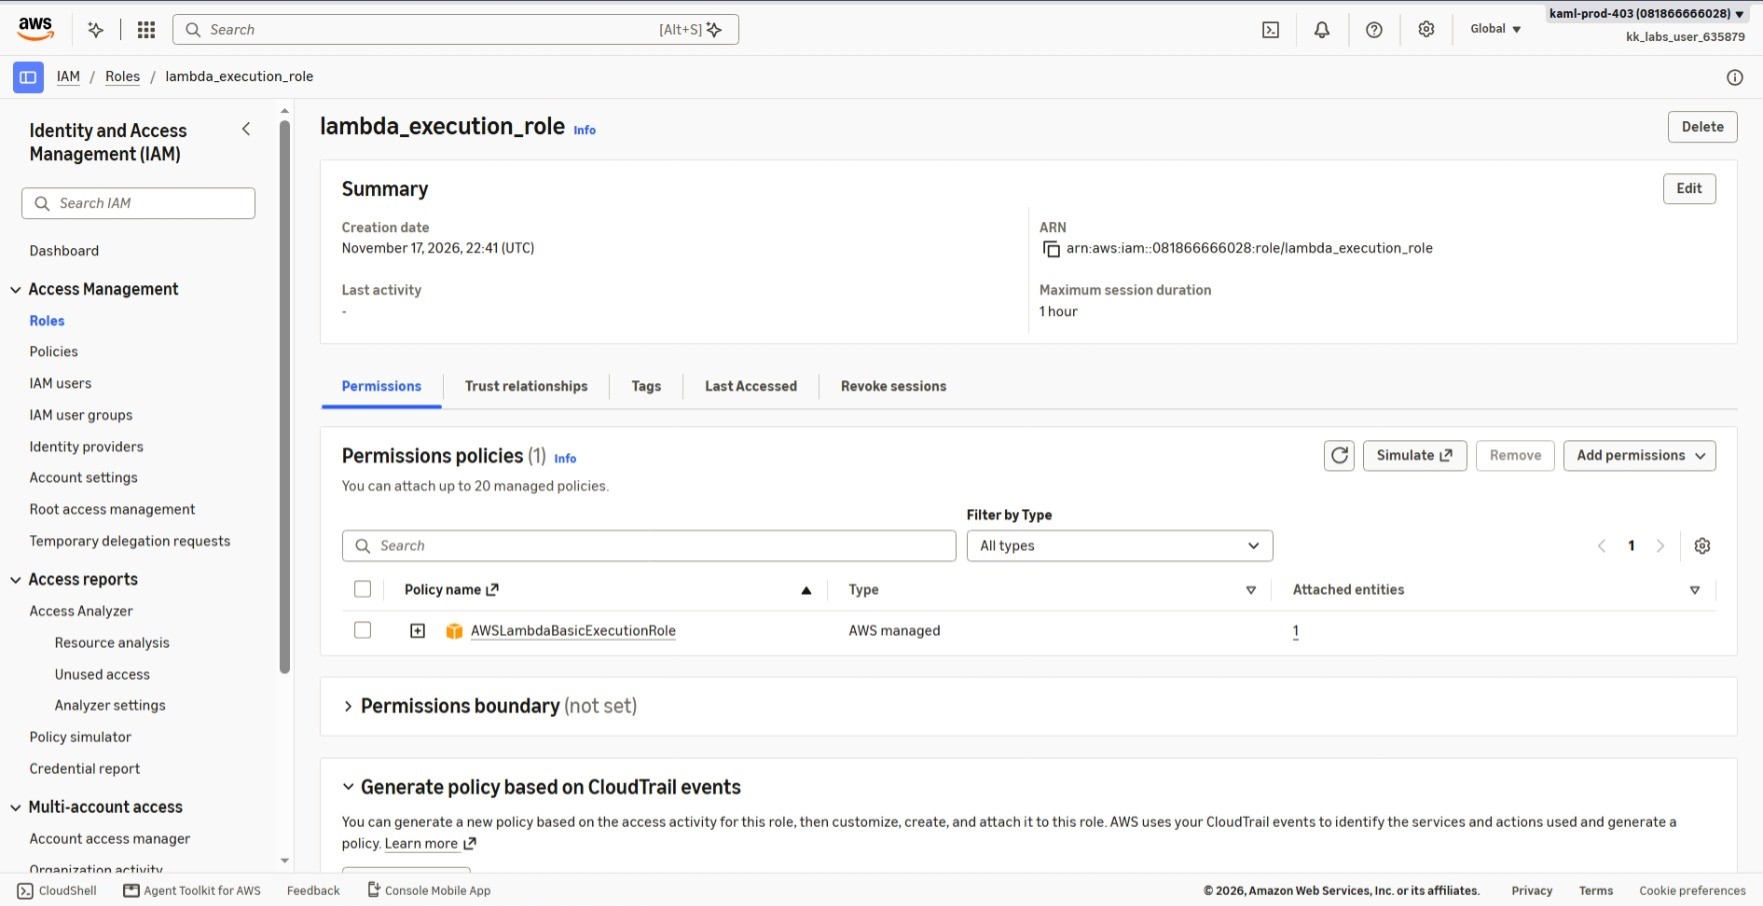 aws
Search [Alt+S]
Global ▼
kaml-prod-403 (081866666028) ▼
kk_labs_user_635879
IAM / Roles / lambda_execution_role
Identity and Access
Management (IAM)
Search IAM
Dashboard
Access Management
Roles
Policies
IAM users
IAM user groups
Identity providers
Account settings
Root access management
Temporary delegation requests
Access reports
Access Analyzer
Resource analysis
Unused access
Analyzer settings
Policy simulator
Credential report
Multi-account access
Account access manager
Organization activity
lambda_execution_role Info
Delete
Summary
Edit
Creation date
November 17, 2026, 22:41 (UTC)
ARN
arn:aws:iam::081866666028:role/lambda_execution_role
Last activity
-
Maximum session duration
1 hour
Permissions
Trust relationships
Tags
Last Accessed
Revoke sessions
Permissions policies (1) Info
Simulate
Remove
Add permissions
You can attach up to 20 managed policies.
Filter by Type
Search
All types
1
Policy name
Type
Attached entities
AWSLambdaBasicExecutionRole
AWS managed
1
Permissions boundary (not set)
Generate policy based on CloudTrail events
You can generate a new policy based on the access activity for this role, then customize, create, and attach it to this role. AWS uses your CloudTrail events to identify the services and actions used and generate a
policy. Learn more
CloudShell
Agent Toolkit for AWS
Feedback
Console Mobile App
© 2026, Amazon Web Services, Inc. or its affiliates.
Privacy
Terms
Cookie preferences